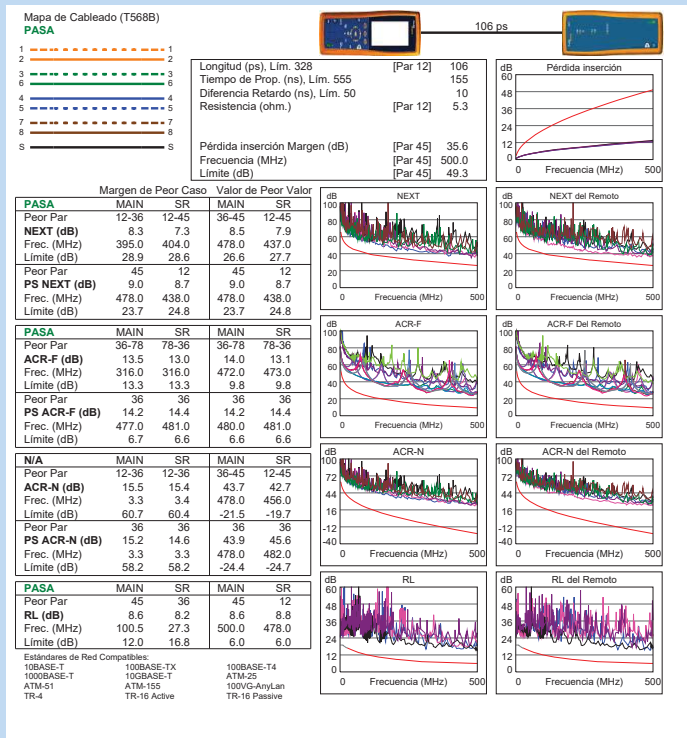 Mapa de Cableado (T568B)
PASA
1 1
2 2
3 3
6 6
4 4
5 5
7 7
8 8
S S
106 ps
Longitud (ps), Lím. 328 [Par 12] 106
Tiempo de Prop. (ns), Lím. 555 155
Diferencia Retardo (ns), Lím. 50 10
Resistencia (ohm.) [Par 12] 5.3
Pérdida inserción Margen (dB) [Par 45] 35.6
Frecuencia (MHz) [Par 45] 500.0
Límite (dB) [Par 45] 49.3
dB Pérdida inserción
60
48
36
24
12
0
0 Frecuencia (MHz) 500
Margen de Peor Caso Valor de Peor Valor
PASA MAIN SR MAIN SR
Peor Par 12-36 12-45 36-45 12-45
NEXT (dB) 8.3 7.3 8.5 7.9
Frec. (MHz) 395.0 404.0 478.0 437.0
Límite (dB) 28.9 28.6 26.6 27.7
Peor Par 45 12 45 12
PS NEXT (dB) 9.0 8.7 9.0 8.7
Frec. (MHz) 478.0 438.0 478.0 438.0
Límite (dB) 23.7 24.8 23.7 24.8
PASA MAIN SR MAIN SR
Peor Par 36-78 78-36 36-78 78-36
ACR-F (dB) 13.5 13.0 14.0 13.1
Frec. (MHz) 316.0 316.0 472.0 473.0
Límite (dB) 13.3 13.3 9.8 9.8
Peor Par 36 36 36 36
PS ACR-F (dB) 14.2 14.4 14.2 14.4
Frec. (MHz) 477.0 481.0 480.0 481.0
Límite (dB) 6.7 6.6 6.6 6.6
N/A MAIN SR MAIN SR
Peor Par 12-36 12-36 36-45 12-45
ACR-N (dB) 15.5 15.4 43.7 42.7
Frec. (MHz) 3.3 3.4 478.0 456.0
Límite (dB) 60.7 60.4 -21.5 -19.7
Peor Par 36 36 36 36
PS ACR-N (dB) 15.2 14.6 43.9 45.6
Frec. (MHz) 3.3 3.3 478.0 482.0
Límite (dB) 58.2 58.2 -24.4 -24.7
PASA MAIN SR MAIN SR
Peor Par 45 36 45 12
RL (dB) 8.6 8.2 8.6 8.8
Frec. (MHz) 100.5 27.3 500.0 478.0
Límite (dB) 12.0 16.8 6.0 6.0
Estándares de Red Compatibles:
10BASE-T 100BASE-TX 100BASE-T4
1000BASE-T 10GBASE-T ATM-25
ATM-51 ATM-155 100VG-AnyLan
TR-4 TR-16 Active TR-16 Passive
dB NEXT
100
80
60
40
20
0
0 Frecuencia (MHz) 500
dB NEXT del Remoto
100
80
60
40
20
0
0 Frecuencia (MHz) 500
dB ACR-F
100
80
60
40
20
0
0 Frecuencia (MHz) 500
dB ACR-F Del Remoto
100
80
60
40
20
0
0 Frecuencia (MHz) 500
dB ACR-N
100
72
44
16
-12
-40
0 Frecuencia (MHz) 500
dB ACR-N del Remoto
100
72
44
16
-12
-40
0 Frecuencia (MHz) 500
dB RL
60
48
36
24
12
0
0 Frecuencia (MHz) 500
dB RL del Remoto
60
48
36
24
12
0
0 Frecuencia (MHz) 500